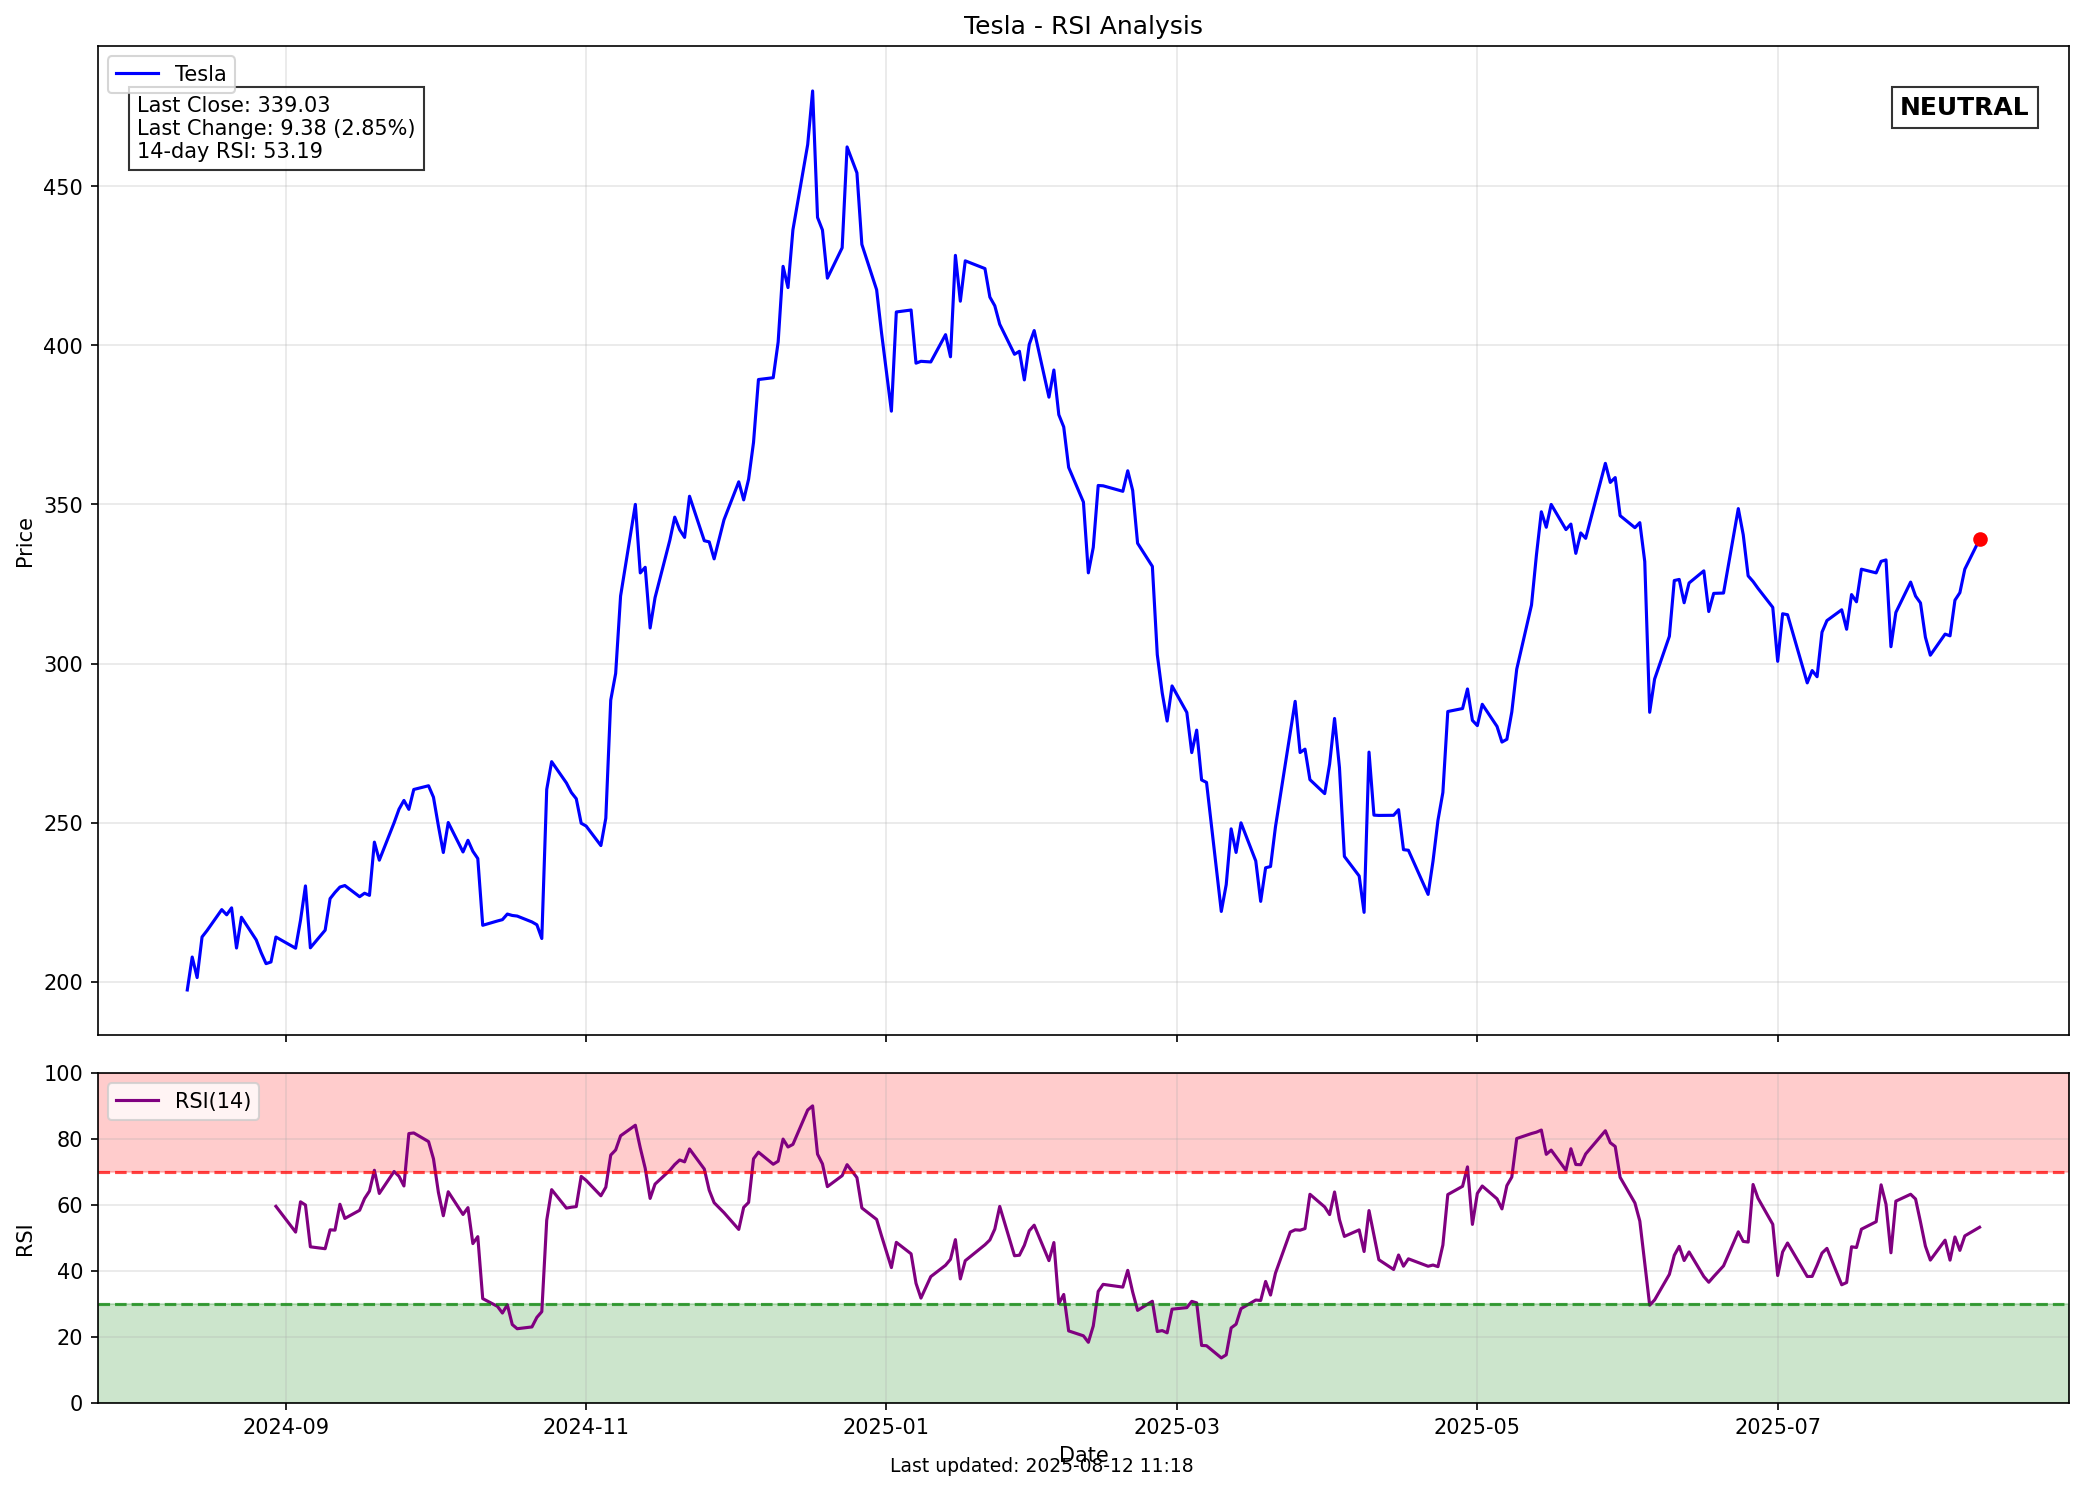 Tesla - RSI Analysis
Tesla
Last Close: 339.03
Last Change: 9.38 (2.85%)
14-day RSI: 53.19
NEUTRAL
Price
450
400
350
300
250
200
RSI(14)
RSI
100
80
60
40
20
0
2024-09
2024-11
2025-01
2025-03
2025-05
2025-07
Date
Last updated: 2025-08-12 11:18